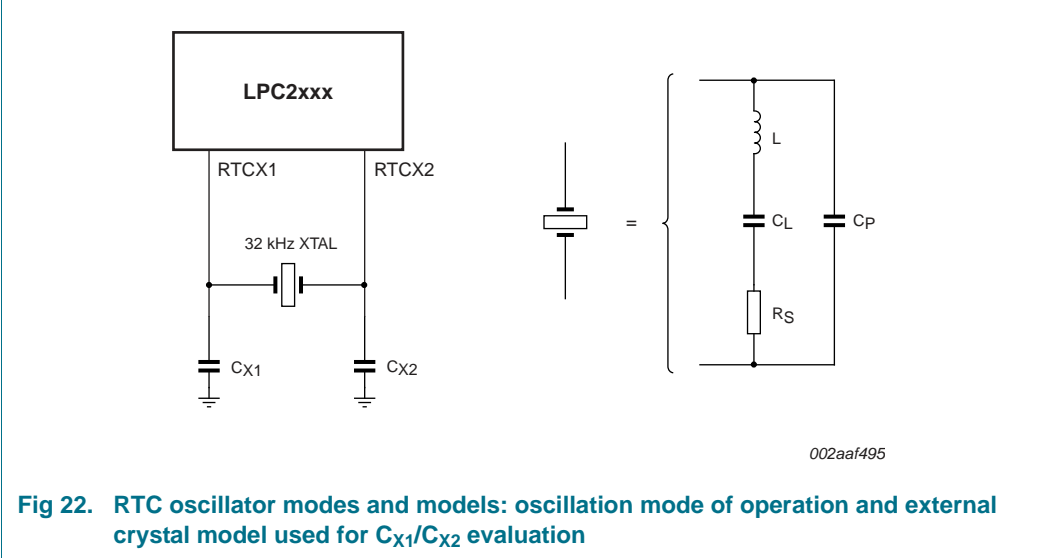 LPC2xxx
RTCX1
RTCX2
32 kHz XTAL
CX1
CX2
=
L
CL
CP
RS
002aaf495
Fig 22. RTC oscillator modes and models: oscillation mode of operation and external
crystal model used for CX1/CX2 evaluation